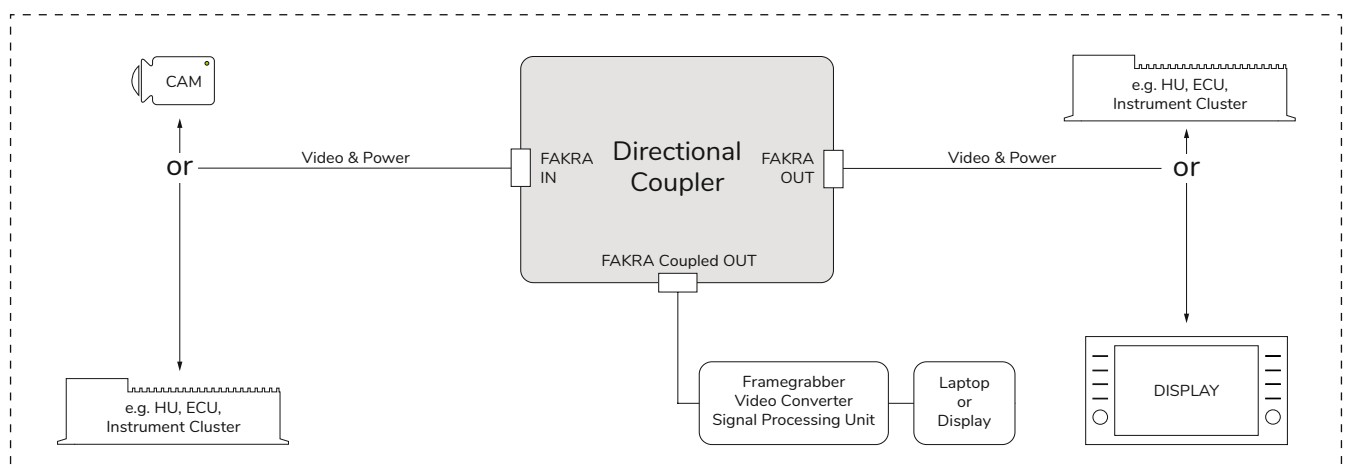 CAM
or
Video & Power
e.g. HU, ECU,
Instrument Cluster
FAKRA
IN
Directional
Coupler
FAKRA
OUT
FAKRA Coupled OUT
Framegrabber
Video Converter
Signal Processing Unit
Laptop
or
Display
Video & Power
e.g. HU, ECU,
Instrument Cluster
or
DISPLAY